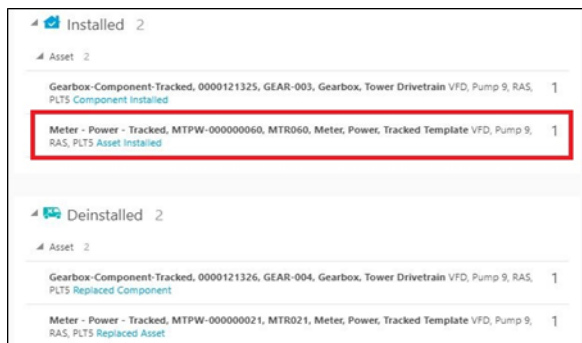 Installed 2
Asset 2
Gearbox-Component-Tracked, 0000121325, GEAR-003, Gearbox, Tower Drivetrain VFD, Pump 9, RAS, 1
PLT5 Component Installed
Meter - Power - Tracked, MTPW-000000060, MTR060, Meter, Power, Tracked Template VFD, Pump 9, 1
RAS, PLT5 Asset Installed
Deinstalled 2
Asset 2
Gearbox-Component-Tracked, 0000121326, GEAR-004, Gearbox, Tower Drivetrain VFD, Pump 9, RAS, 1
PLT5 Replaced Component
Meter - Power - Tracked, MTPW-000000021, MTR021, Meter, Power, Tracked Template VFD, Pump 9, 1
RAS, PLT5 Replaced Asset